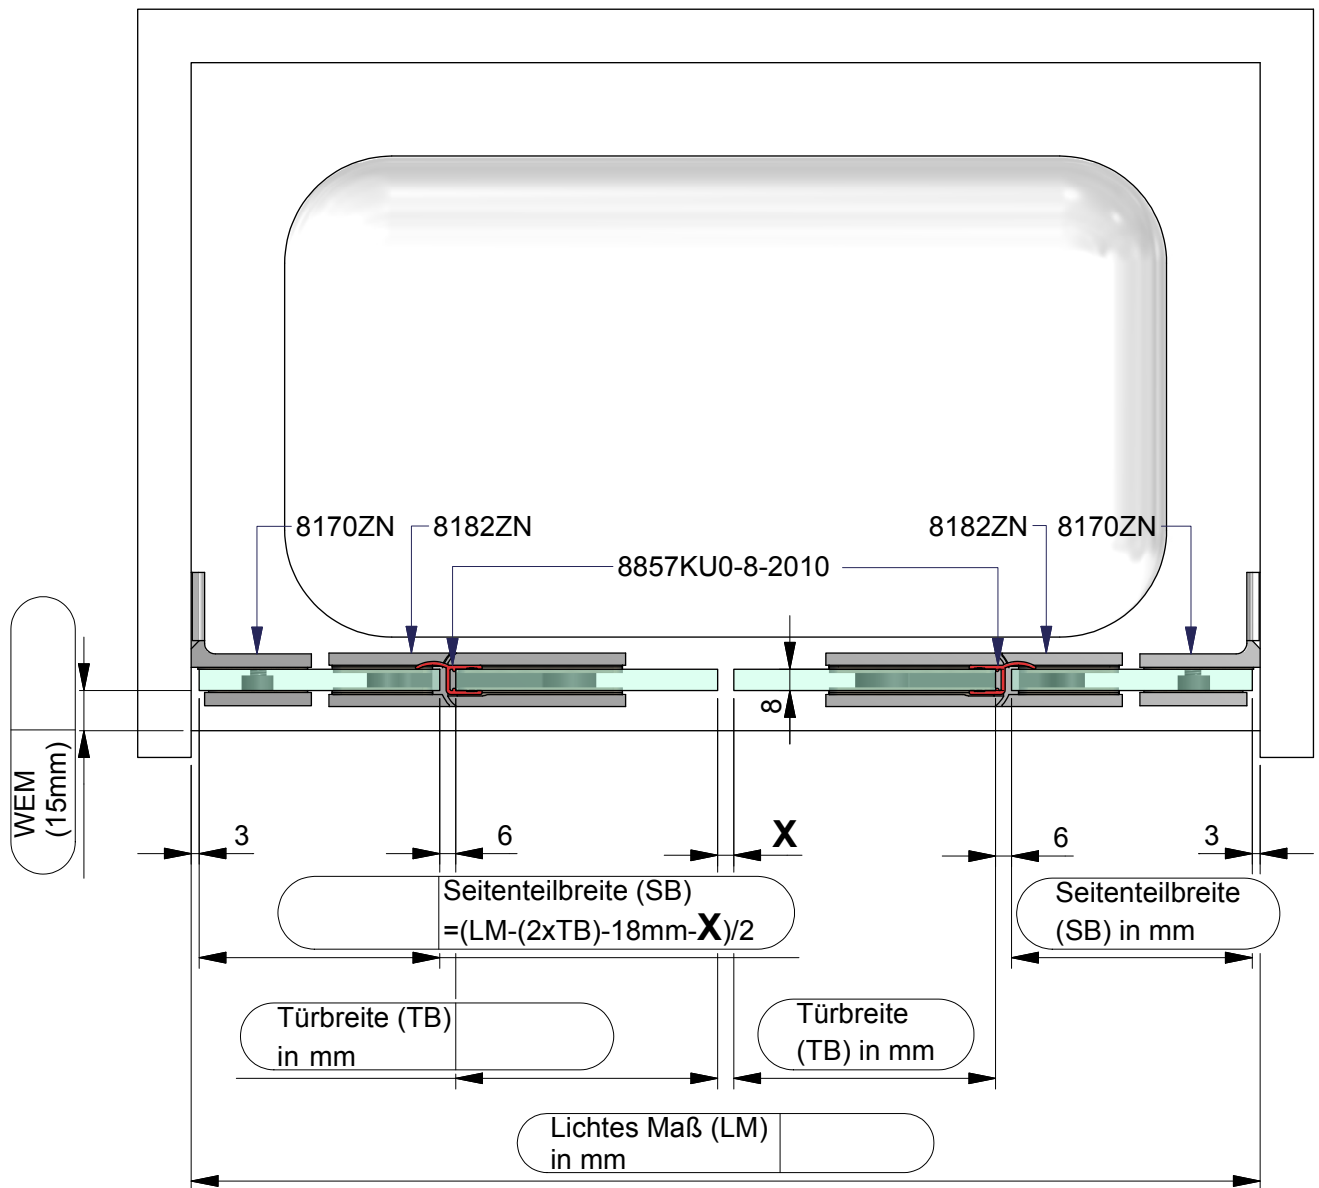 8170ZN
8182ZN
8182ZN
8170ZN
8857KU0-8-2010
8
WEM
(15mm)
3
6
X
6
3
Seitenteilbreite (SB)
=(LM-(2xTB)-18mm-X)/2
Seitenteilbreite
(SB) in mm
Türbreite (TB)
in mm
Türbreite
(TB) in mm
Lichtes Maß (LM)
in mm